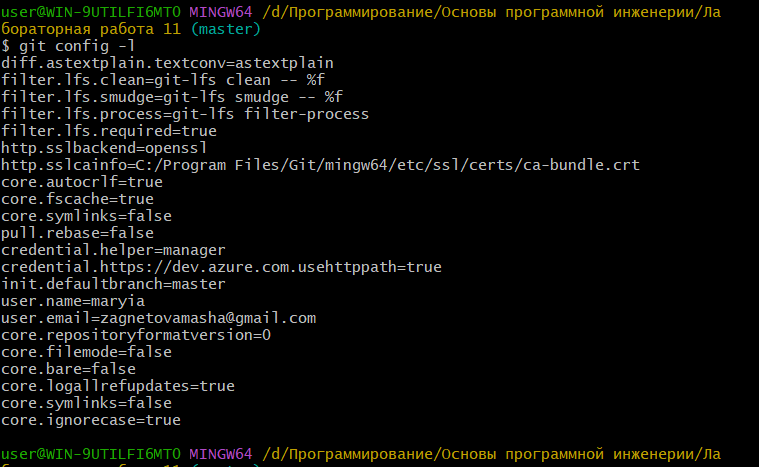 user@WIN-9UTILFI6MTO MINGW64 /d/Программирование/Основы программной инженерии/Ла
бораторная работа 11 (master)
$ git config -l
diff.astextplain.textconv=astextplain
filter.lfs.clean=git-lfs clean -- %f
filter.lfs.smudge=git-lfs smudge -- %f
filter.lfs.process=git-lfs filter-process
filter.lfs.required=true
http.sslbackend=openssl
http.sslcainfo=C:/Program Files/Git/mingw64/etc/ssl/certs/ca-bundle.crt
core.autocrlf=true
core.fscache=true
core.symlinks=false
pull.rebase=false
credential.helper=manager
credential.https://dev.azure.com.usehttppath=true
init.defaultbranch=master
user.name=maryia
user.email=zagnetovamasha@gmail.com
core.repositoryformatversion=0
core.filemode=false
core.bare=false
core.logallrefupdates=true
core.symlinks=false
core.ignorecase=true
user@WIN-9UTILFI6MTO MINGW64 /d/Программирование/Основы программной инженерии/Ла